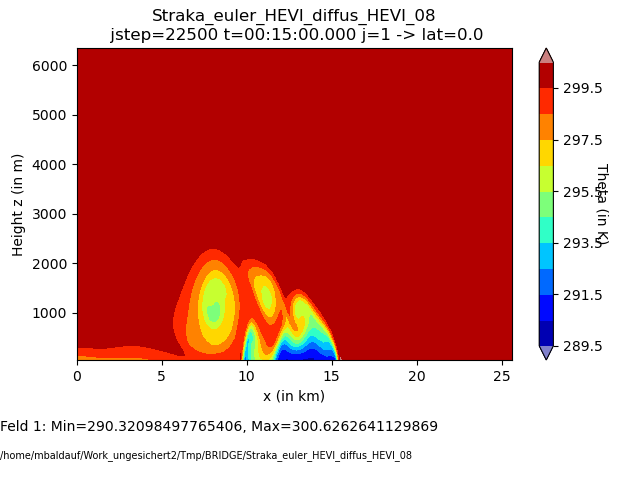 Straka_euler_HEVI_diffus_HEVI_08
jstep=22500 t=00:15:00.000 j=1 -> lat=0.0
6000
5000
4000
3000
2000
1000
Height z (in m)
0 5 10 15 20 25
x (in km)
299.5
297.5
295.5
293.5
291.5
289.5
Theta (in K)
Feld 1: Min=290.32098497765406, Max=300.6262641129869
/home/mbaldauf/Work_ungesichert2/Tmp/BRIDGE/Straka_euler_HEVI_diffus_HEVI_08